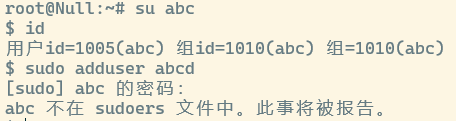 root@Null:~# su abc
$ id
用户id=1005(abc) 组id=1010(abc) 组=1010(abc)
$ sudo adduser abcd
[sudo] abc 的密码：
abc 不在 sudoers 文件中。此事将被报告。